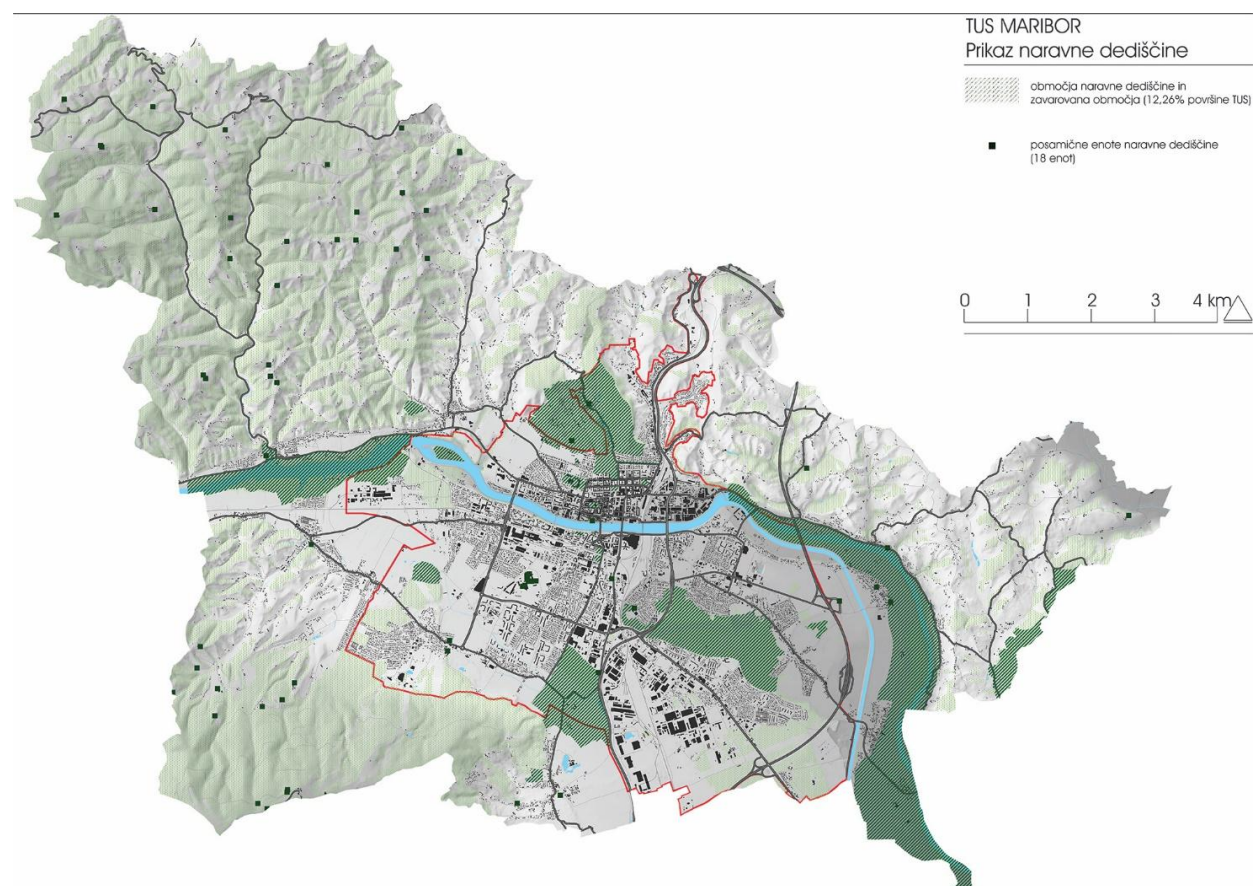 TUS MARIBOR
Prikaz naravne dediščine
območja naravne dediščine in
zavarovana območja (12,26% površine TUS)
posamične enote naravne dediščine
(18 enot)
0 1 2 3 4 km